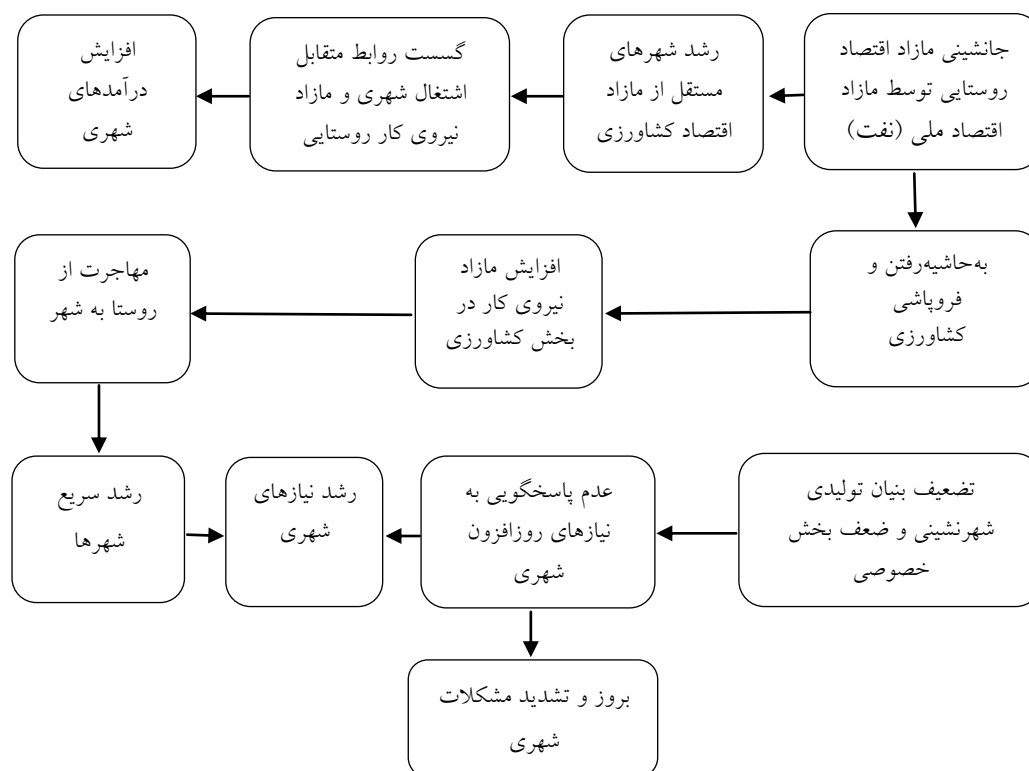 جانشینی مازاد اقتصاد
روستایی توسط مازاد
اقتصاد ملی (نفت)
رشد شهرهای
مستقل از مازاد
اقتصاد کشاورزی
گسست روابط متقابل
اشتغال شهری و مازاد
نیروی کار روستایی
افزایش
درآمدهای
شهری
به‌حاشیه‌رفتن و
فروپاشی
کشاورزی
افزایش مازاد
نیروی کار در
بخش کشاورزی
مهاجرت از
روستا به شهر
تضعیف بنیان تولیدی
شهرنشینی و ضعف بخش
خصوصی
عدم پاسخگویی به
نیازهای روزافزون
شهری
رشد نیازهای
شهری
رشد سریع
شهرها
بروز و تشدید مشکلات
شهری